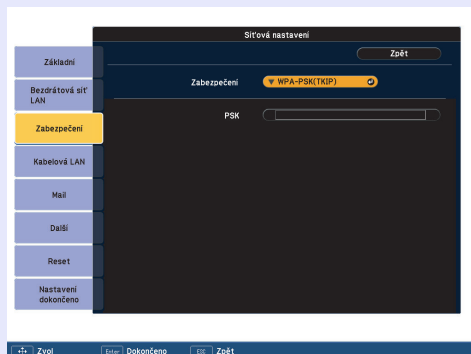 Síťová nastavení
Zpět
Základní
Bezdrátová síť
LAN
Zabezpečení
Kabelová LAN
Mail
Další
Reset
Nastavení
dokončeno
Zabezpečení
WPA-PSK(TKIP)
PSK
Zvol
Enter Dokončeno
ESC Zpět